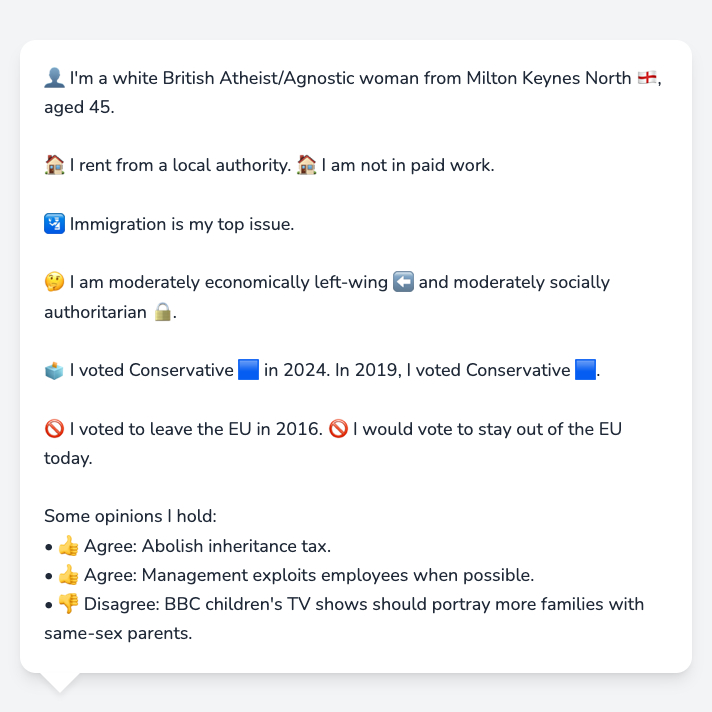 👤 I'm a white British Atheist/Agnostic woman from Milton Keynes North 🏴󠁧󠁢󠁥󠁮󠁧󠁿,
aged 45.
🏠 I rent from a local authority. 🏠 I am not in paid work.
🛂 Immigration is my top issue.
🤔 I am moderately economically left-wing ⬅️ and moderately socially
authoritarian 🔒.
🗳️ I voted Conservative 🟦 in 2024. In 2019, I voted Conservative 🟦.
🚫 I voted to leave the EU in 2016. 🚫 I would vote to stay out of the EU
today.
Some opinions I hold:
• 👍 Agree: Abolish inheritance tax.
• 👍 Agree: Management exploits employees when possible.
• 👎 Disagree: BBC children's TV shows should portray more families with
same-sex parents.